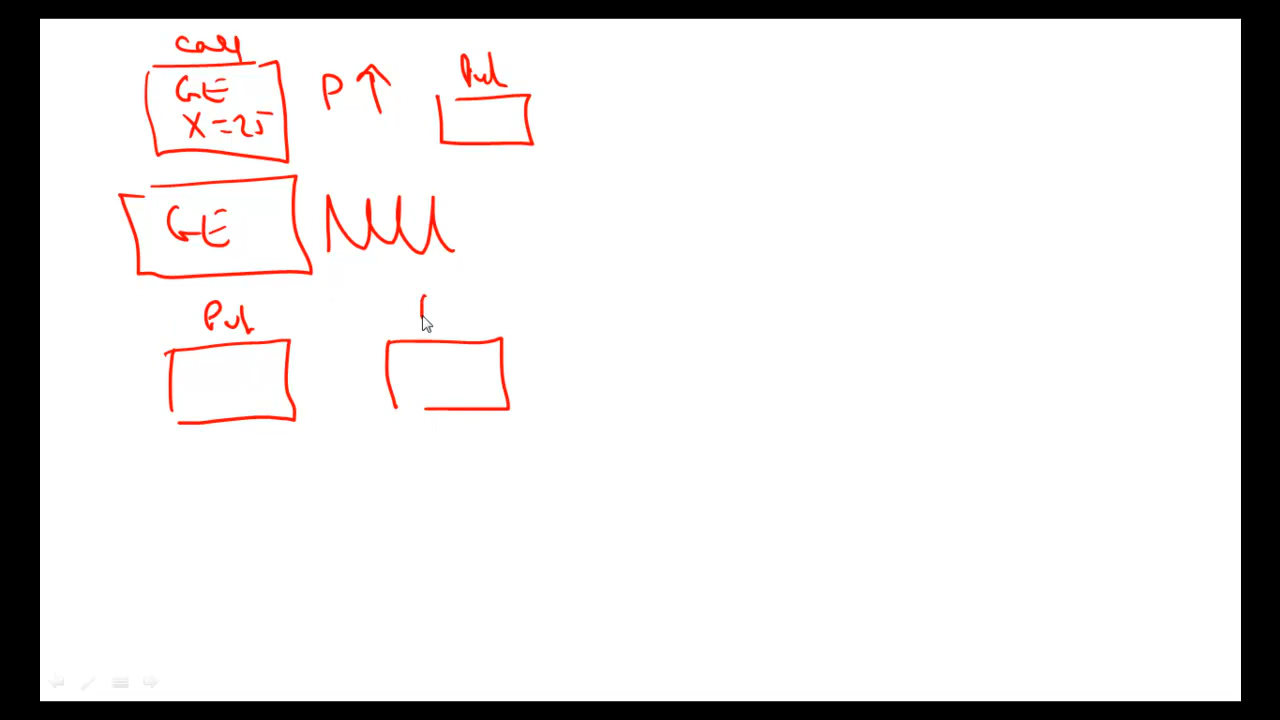 Call
GE
X = 25
P ↑
Put
GE
Put